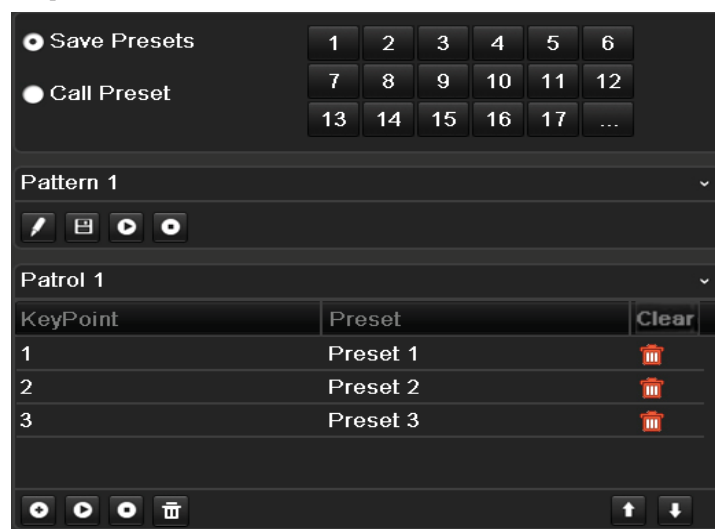 Save Presets
1 2 3 4 5 6
Call Preset
7 8 9 10 11 12
13 14 15 16 17 ...
Pattern 1
Patrol 1
KeyPoint Preset Clear
1 Preset 1
2 Preset 2
3 Preset 3